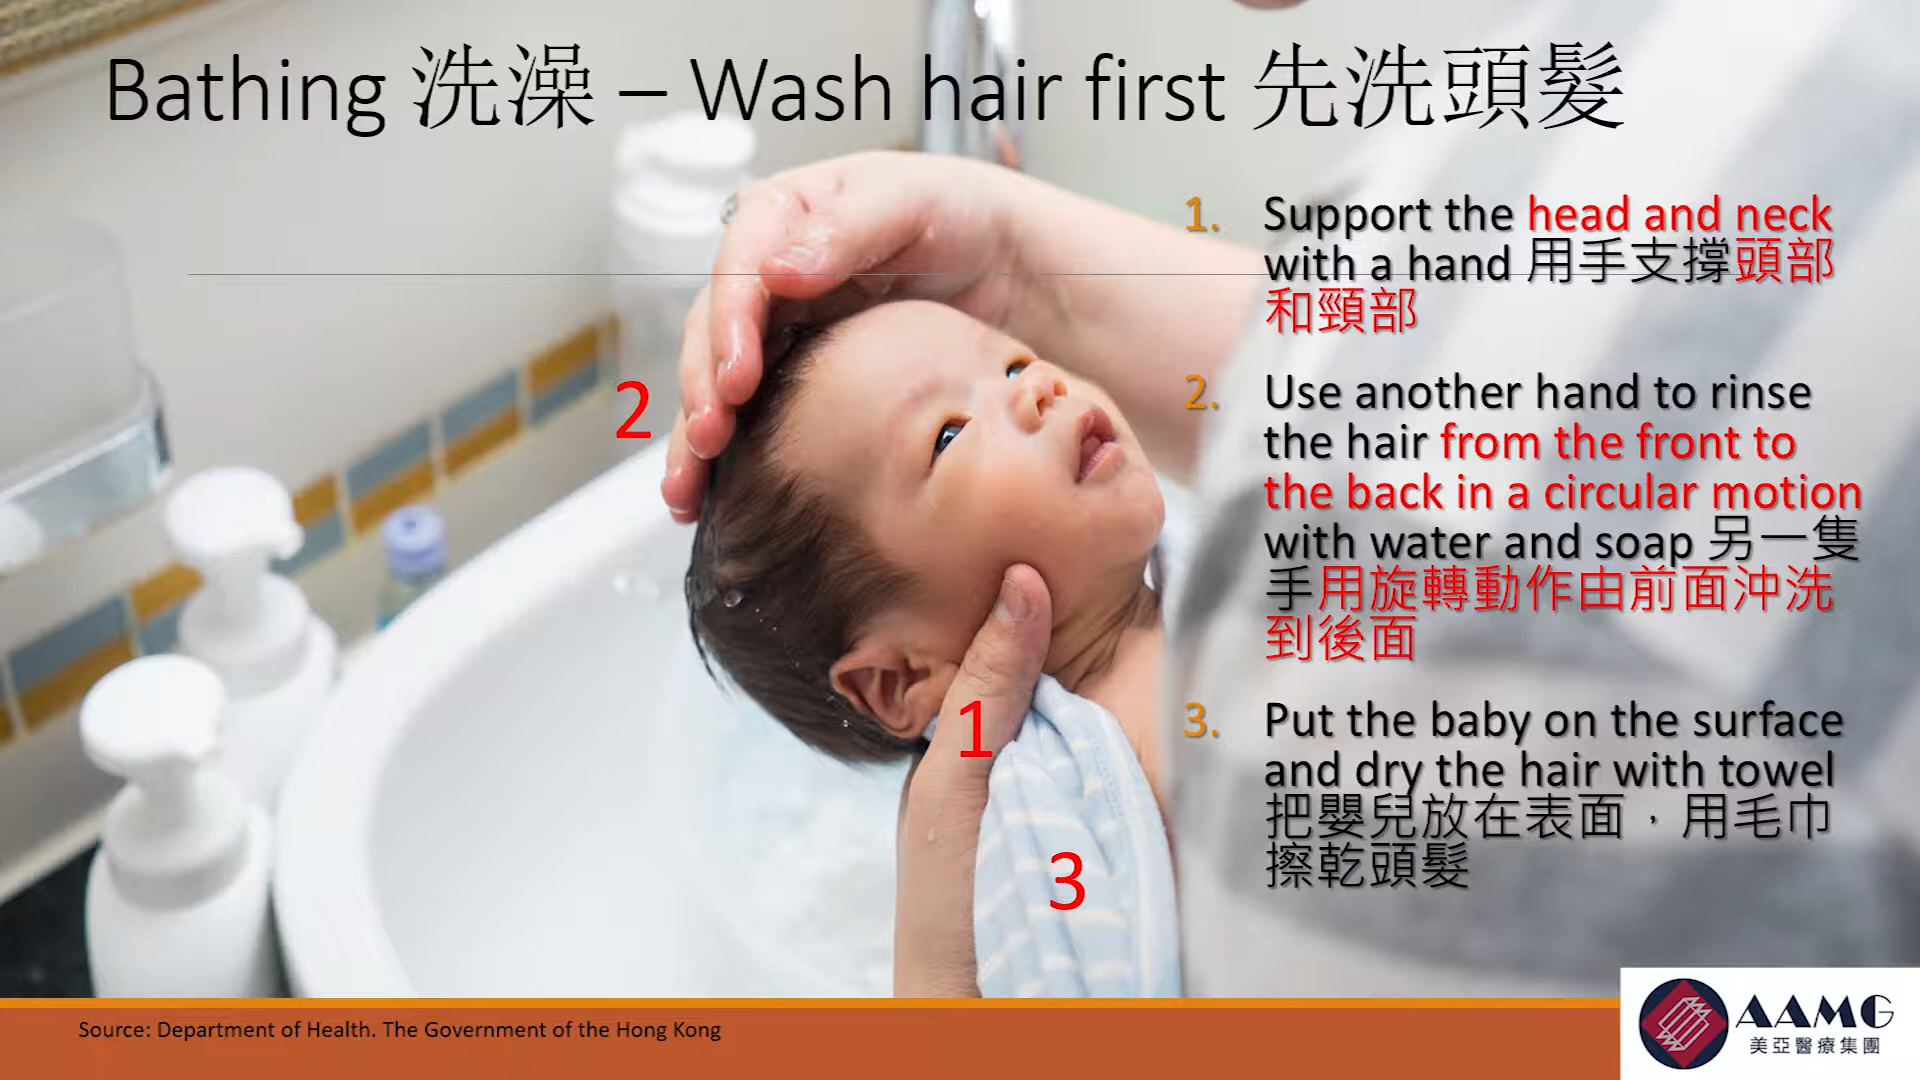 Bathing 洗澡 – Wash hair first 先洗頭髮
1. Support the head and neck
with a hand 用手支撐頭部
和頸部
2. Use another hand to rinse
the hair from the front to
the back in a circular motion
with water and soap 另一隻
手用旋轉動作由前面沖洗
到後面
3. Put the baby on the surface
and dry the hair with towel
把嬰兒放在表面，用毛巾
擦乾頭髮
2
1
3
Source: Department of Health. The Government of the Hong Kong
AAMG
美亞醫療集團